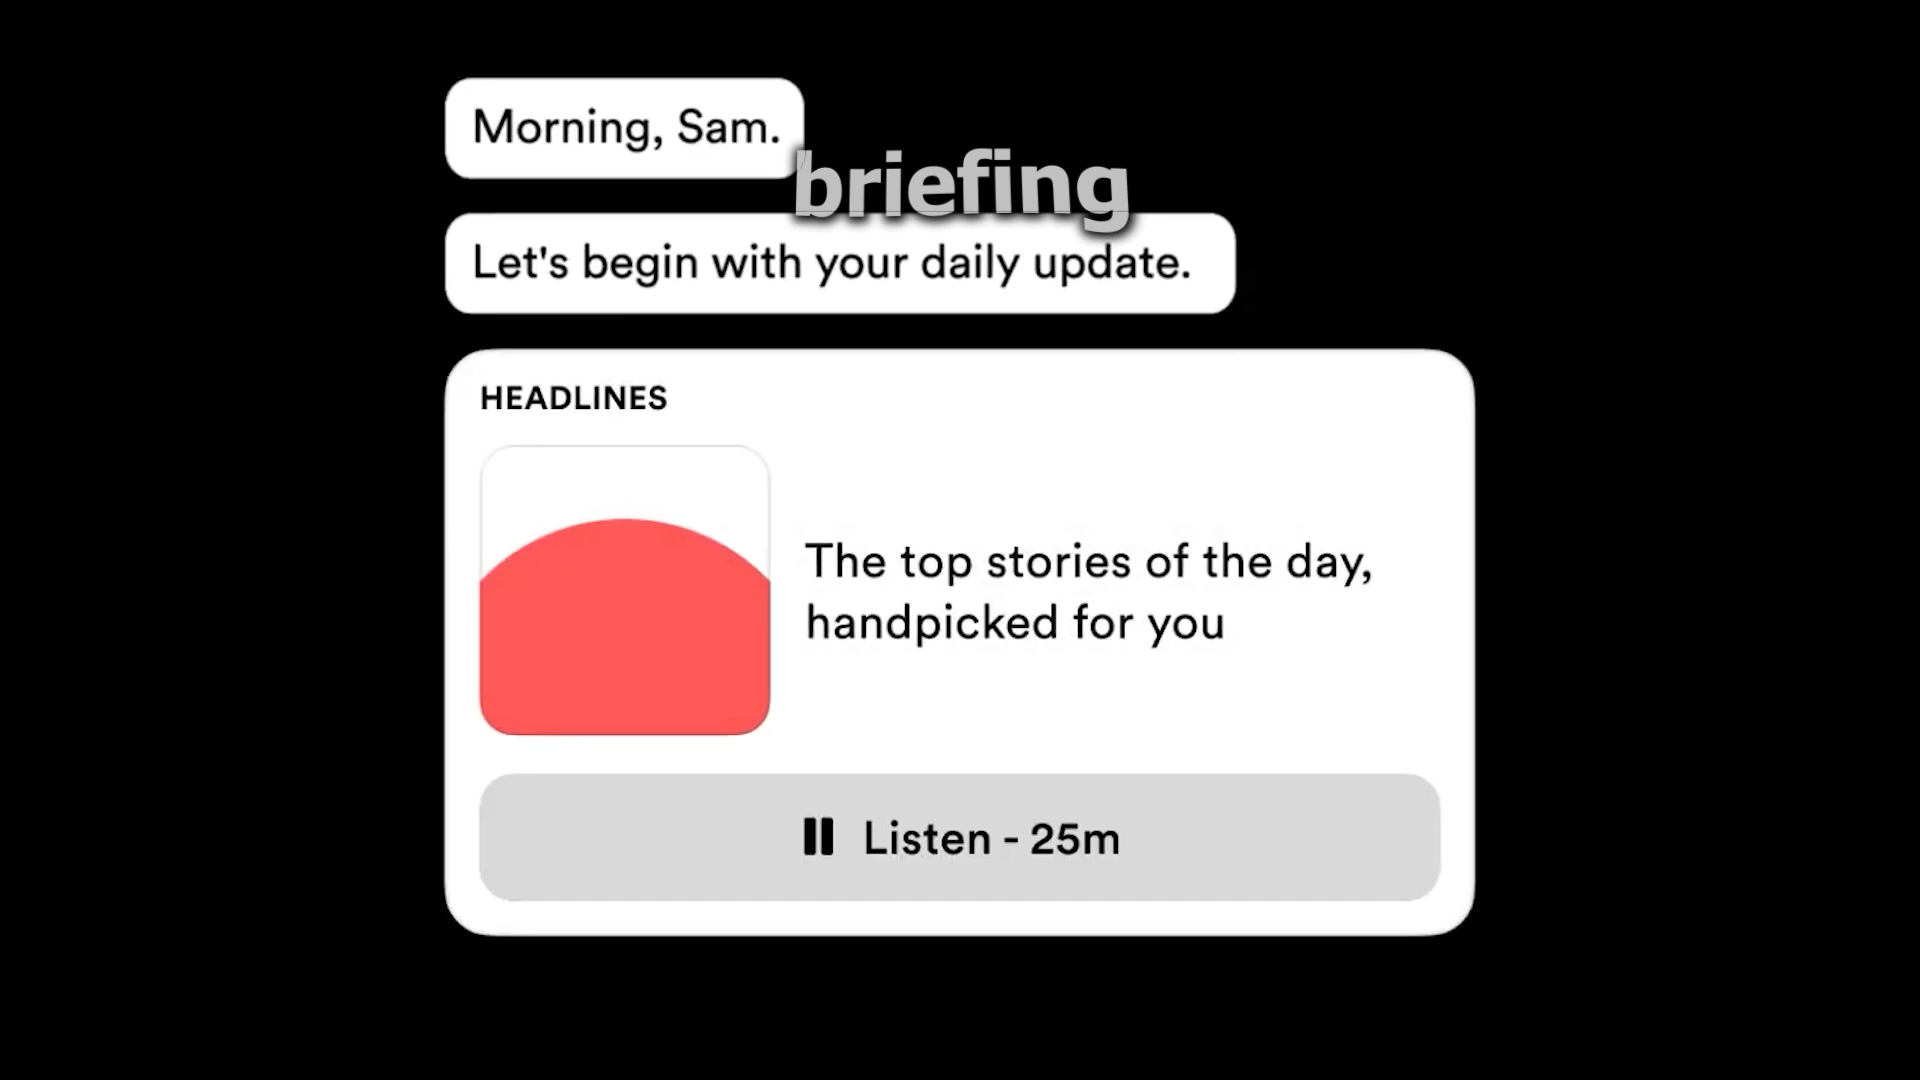 Morning, Sam.
briefing
Let's begin with your daily update.
HEADLINES
The top stories of the day,
handpicked for you
Listen - 25m